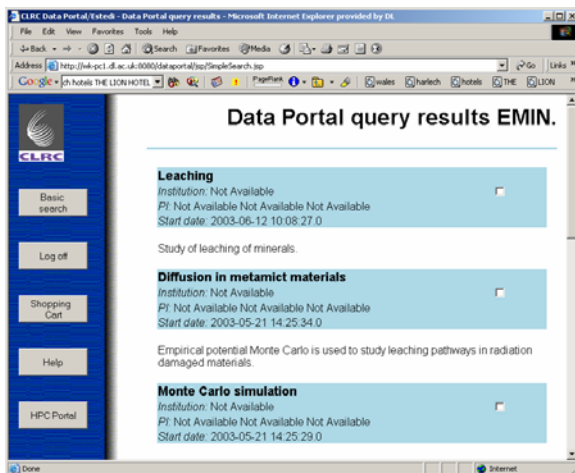 CLRC Data Portal/Estedi - Data Portal query results - Microsoft Internet Explorer provided by DL
File Edit View Favorites Tools Help
Back Search Favorites Media
Address http://wk-pc1.dl.ac.uk:8080/dataportal/jsp/SimpleSearch.jsp Go Links
Google ch hotels THE LION HOTEL PageRank wales harlech hotels THE LION
CLRC
Basic search
Log off
Shopping Cart
Help
HPC Portal
Data Portal query results EMIN.
Leaching
Institution: Not Available
PI: Not Available Not Available Not Available
Start date: 2003-06-12 10:08:27.0
Study of leaching of minerals.
Diffusion in metamict materials
Institution: Not Available
PI: Not Available Not Available Not Available
Start date: 2003-05-21 14:25:34.0
Empirical potential Monte Carlo is used to study leaching pathways in radiation
damaged materials.
Monte Carlo simulation
Institution: Not Available
PI: Not Available Not Available Not Available
Start date: 2003-05-21 14:25:29.0
Done Internet